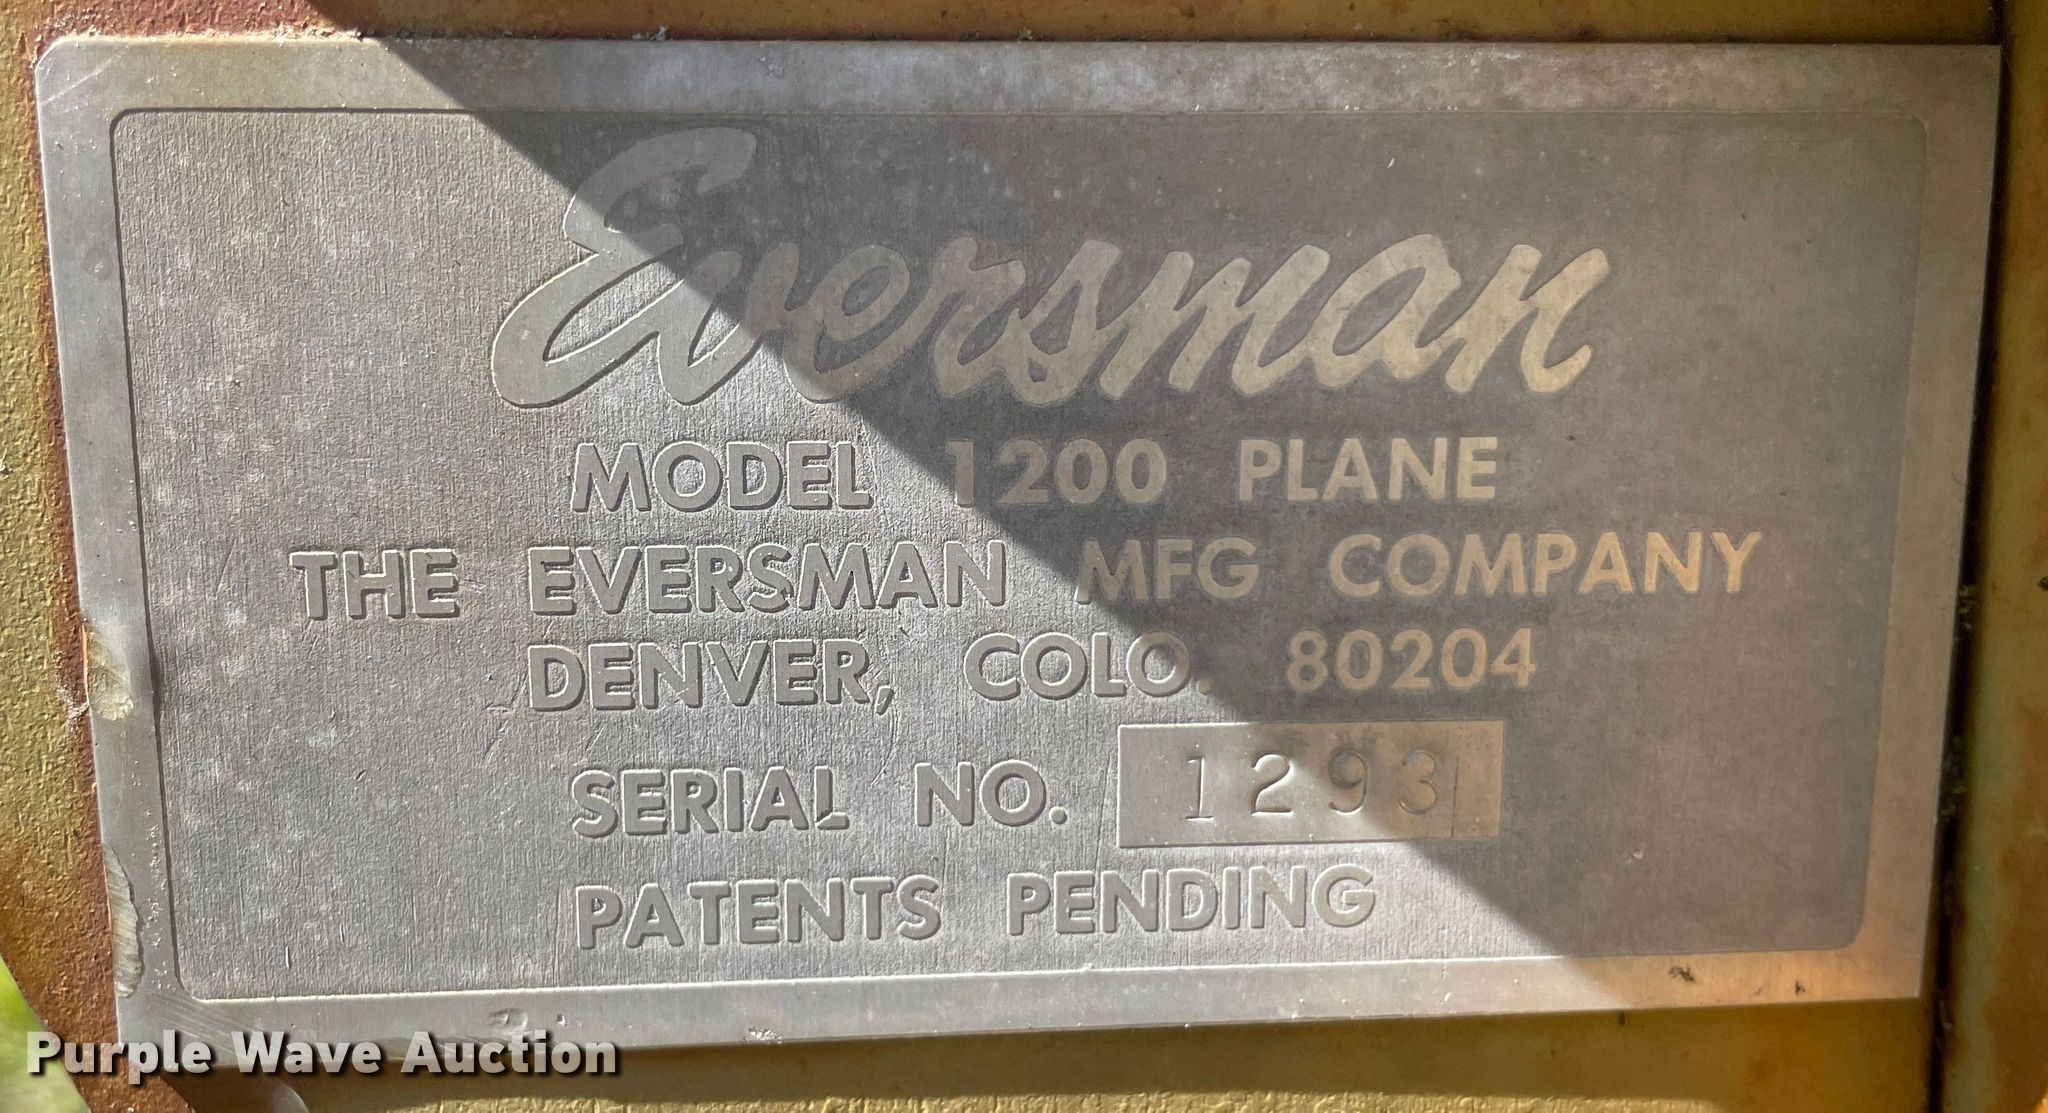 Eversman
MODEL 1200 PLANE
THE EVERSMAN MFG COMPANY
DENVER, COLO. 80204
SERIAL NO. 1293
PATENTS PENDING
Purple Wave Auction